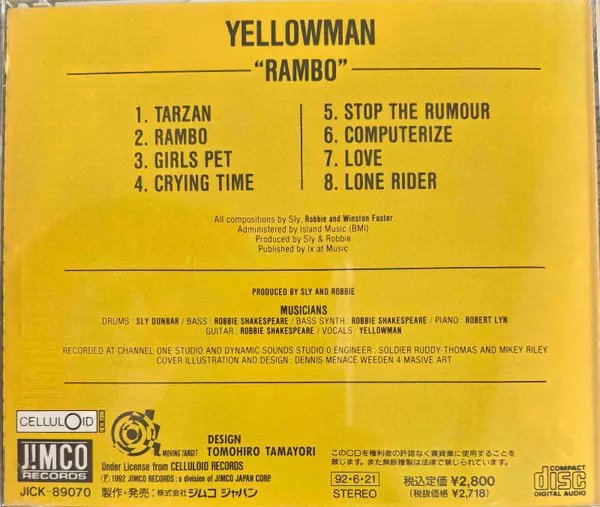 YELLOWMAN
"RAMBO"
1. TARZAN
2. RAMBO
3. GIRLS PET
4. CRYING TIME
5. STOP THE RUMOUR
6. COMPUTERIZE
7. LOVE
8. LONE RIDER
All compositions by Sly, Robbie and Winston Foster
Administered by Island Music (BMI)
Produced by Sly & Robbie
Published by Ix at Music
PRODUCED BY SLY AND ROBBIE
MUSICIANS
DRUMS : SLY DUNBAR / BASS : ROBBIE SHAKESPEARE / BASS SYNTH : ROBBIE SHAKESPEARE / PIANO : ROBERT LYN
GUITAR : ROBBIE SHAKESPEARE / VOCALS : YELLOWMAN
RECORDED AT CHANNEL ONE STUDIO AND DYNAMIC SOUNDS STUDIO 0 ENGINEER : SOLDIER RUDDY THOMAS AND MIKEY RILEY
COVER ILLUSTRATION AND DESIGN : DENNIS MENACE WEEDEN 4 MASIVE ART
CELLULOID
MOVING TARGET
DESIGN
TOMOHIRO TAMAYORI
J!MCO
RECORDS
Under License from CELLULOID RECORDS
Ⓟ 1992 JIMCO RECORDS : a division of JIMCO JAPAN CORP.
JICK-89070
製作・発売：株式会社 ジムコ ジャパン
このCDを権利者の許諾なく賃貸業に使用することを
禁じます。また無断複製は法律で禁じられています。
92・6・21
STEREO
税込定価 ¥2,800
(税抜価格 ¥2,718)
COMPACT
disc
DIGITAL AUDIO